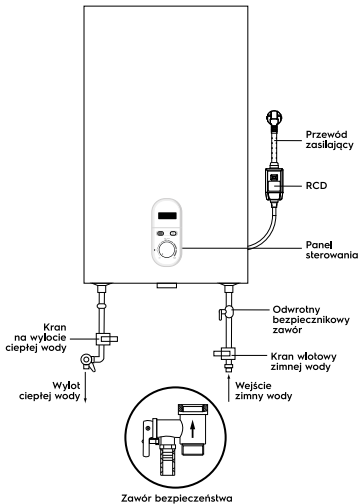 Przewód
zasilający
RCD
Panel
sterowania
Odwrotny
bezpiecznikowy
zawór
Kran
na wylocie
ciepłej wody
Kran wlotowy
zimnej wody
Wylot
ciepłej wody
Wejście
zimny wody
Zawór bezpieczeństwa